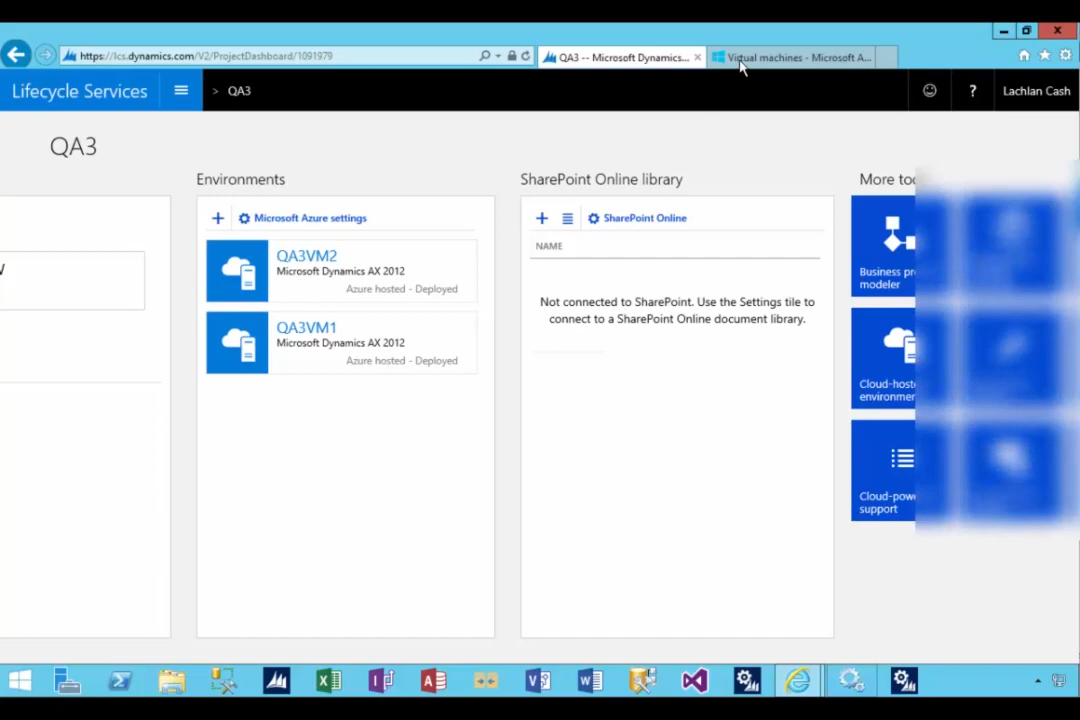 https://lcs.dynamics.com/V2/ProjectDashboard/1091979
QA3 -- Microsoft Dynamics...
Virtual machines - Microsoft A...
Lifecycle Services
> QA3
?
Lachlan Cash
QA3
Environments
SharePoint Online library
More too
Microsoft Azure settings
SharePoint Online
NAME
QA3VM2
Microsoft Dynamics AX 2012
Azure hosted - Deployed
QA3VM1
Microsoft Dynamics AX 2012
Azure hosted - Deployed
Not connected to SharePoint. Use the Settings tile to
connect to a SharePoint Online document library.
Business pr
modeler
Cloud-host
environmen
Cloud-pow
support